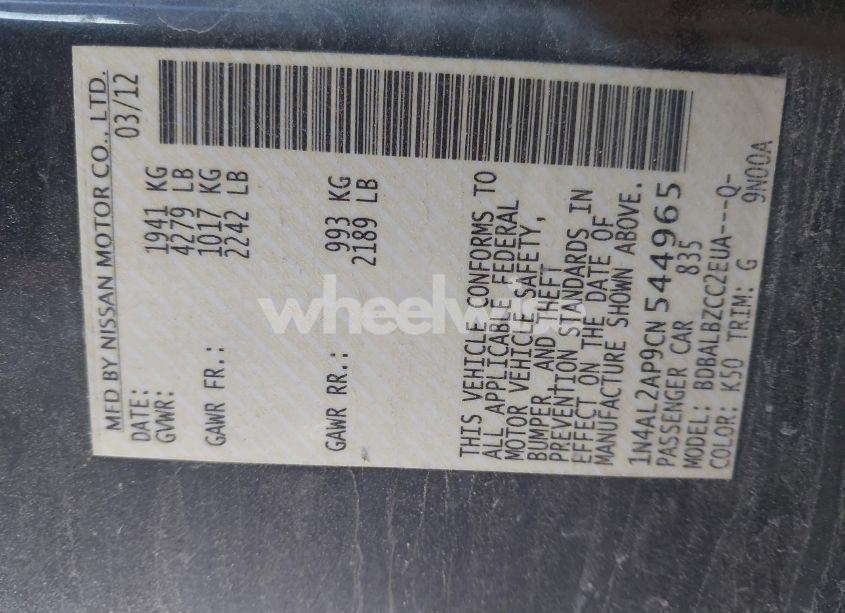 MFD BY NISSAN MOTOR CO., LTD.
DATE: 03/12
GVWR: 1941 KG
4279 LB
GAWR FR.: 1017 KG
2242 LB
GAWR RR.: 993 KG
2189 LB
THIS VEHICLE CONFORMS TO
ALL APPLICABLE FEDERAL
MOTOR VEHICLE SAFETY,
BUMPER AND THEFT
PREVENTION STANDARDS IN
EFFECT ON THE DATE OF
MANUFACTURE SHOWN ABOVE.
1N4AL2AP9CN544965
PASSENGER CAR 835
MODEL: BDBALBZCC2EUA---Q-
COLOR: K50 TRIM: G 9N00A
wheelwise